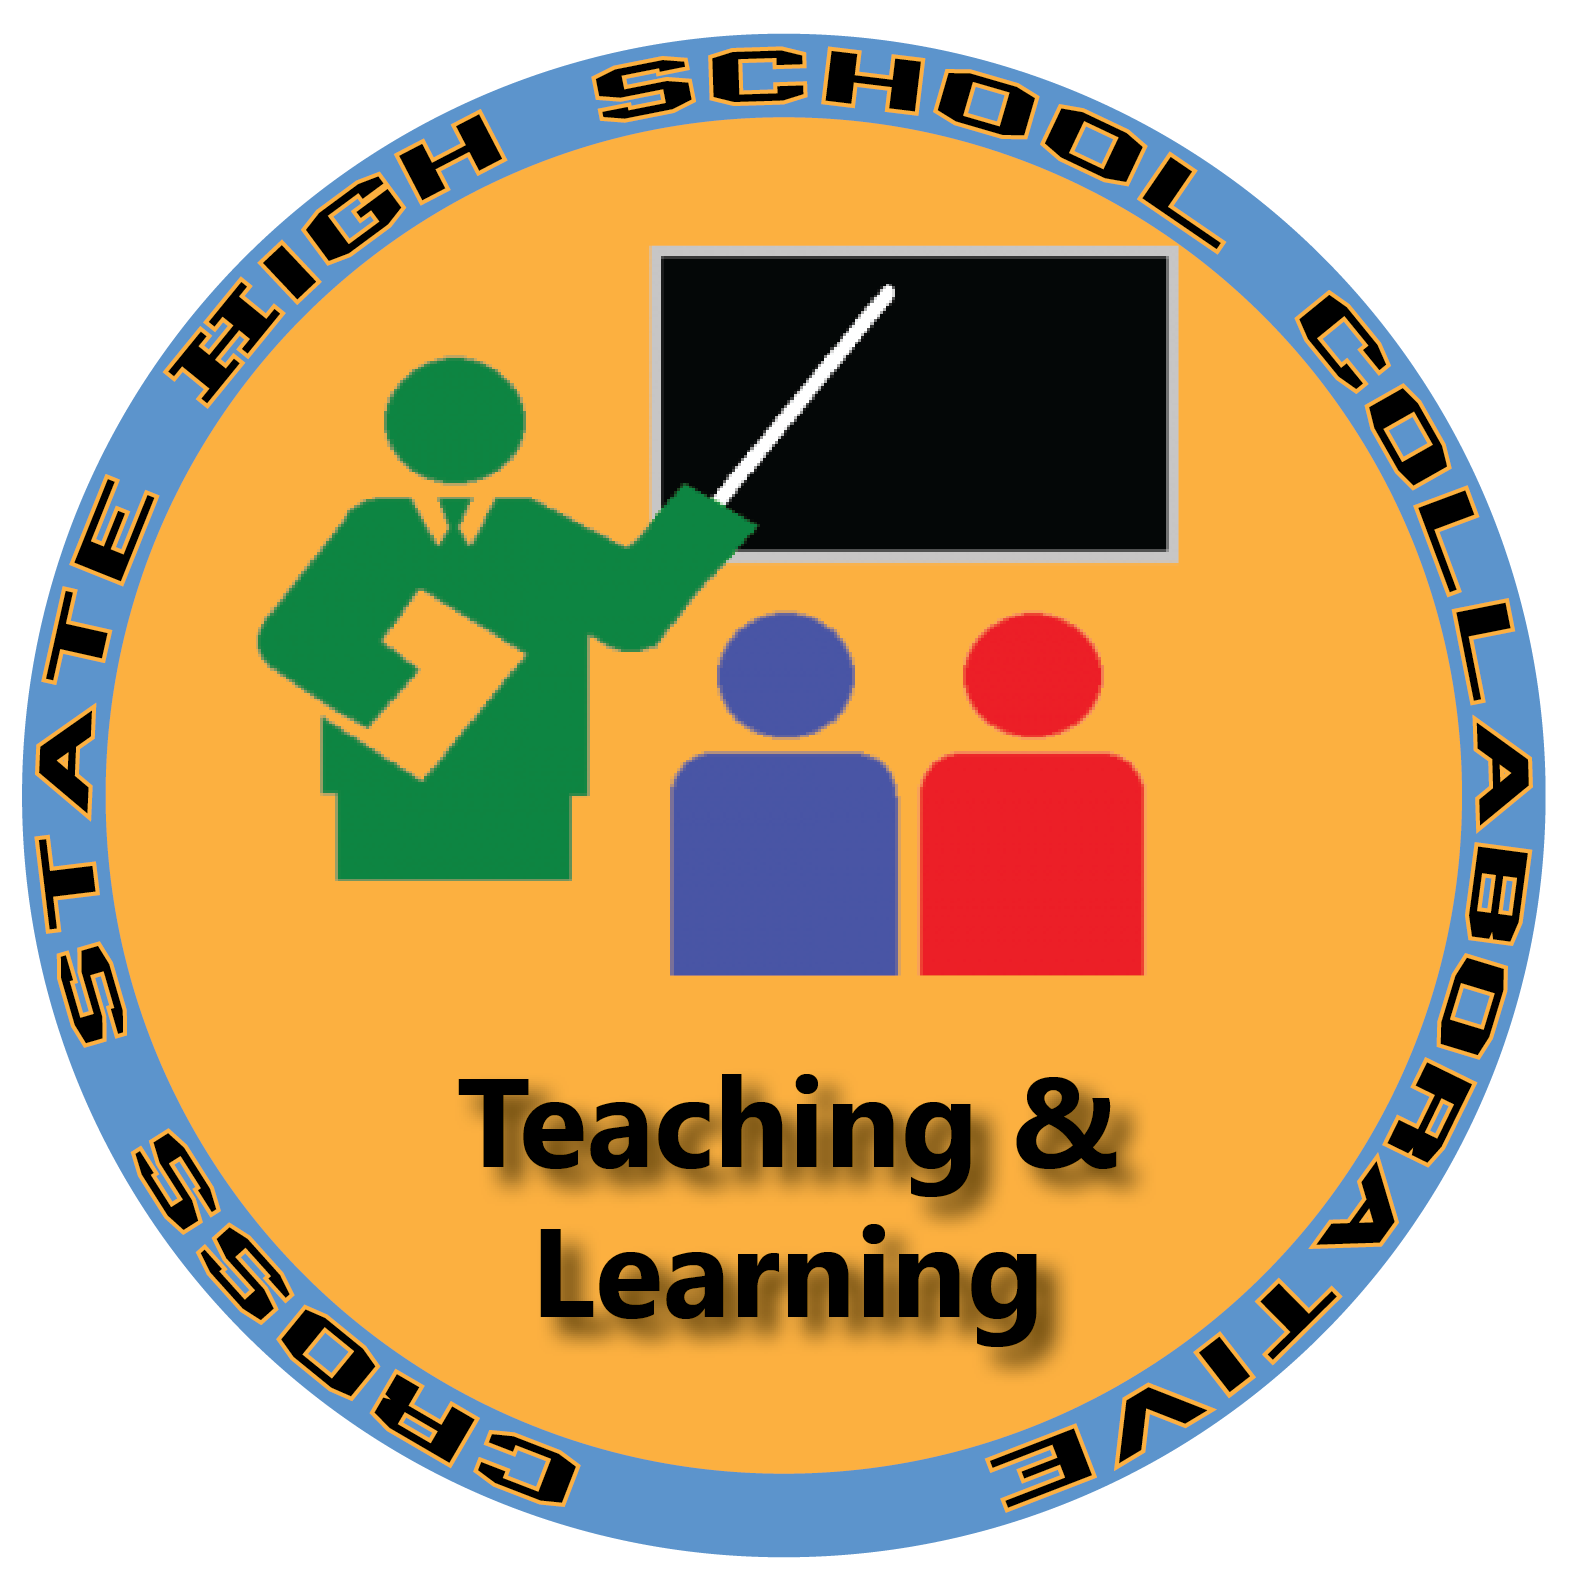 CROSS STATE HIGH SCHOOL COLLABORATIVE
Teaching &
Learning